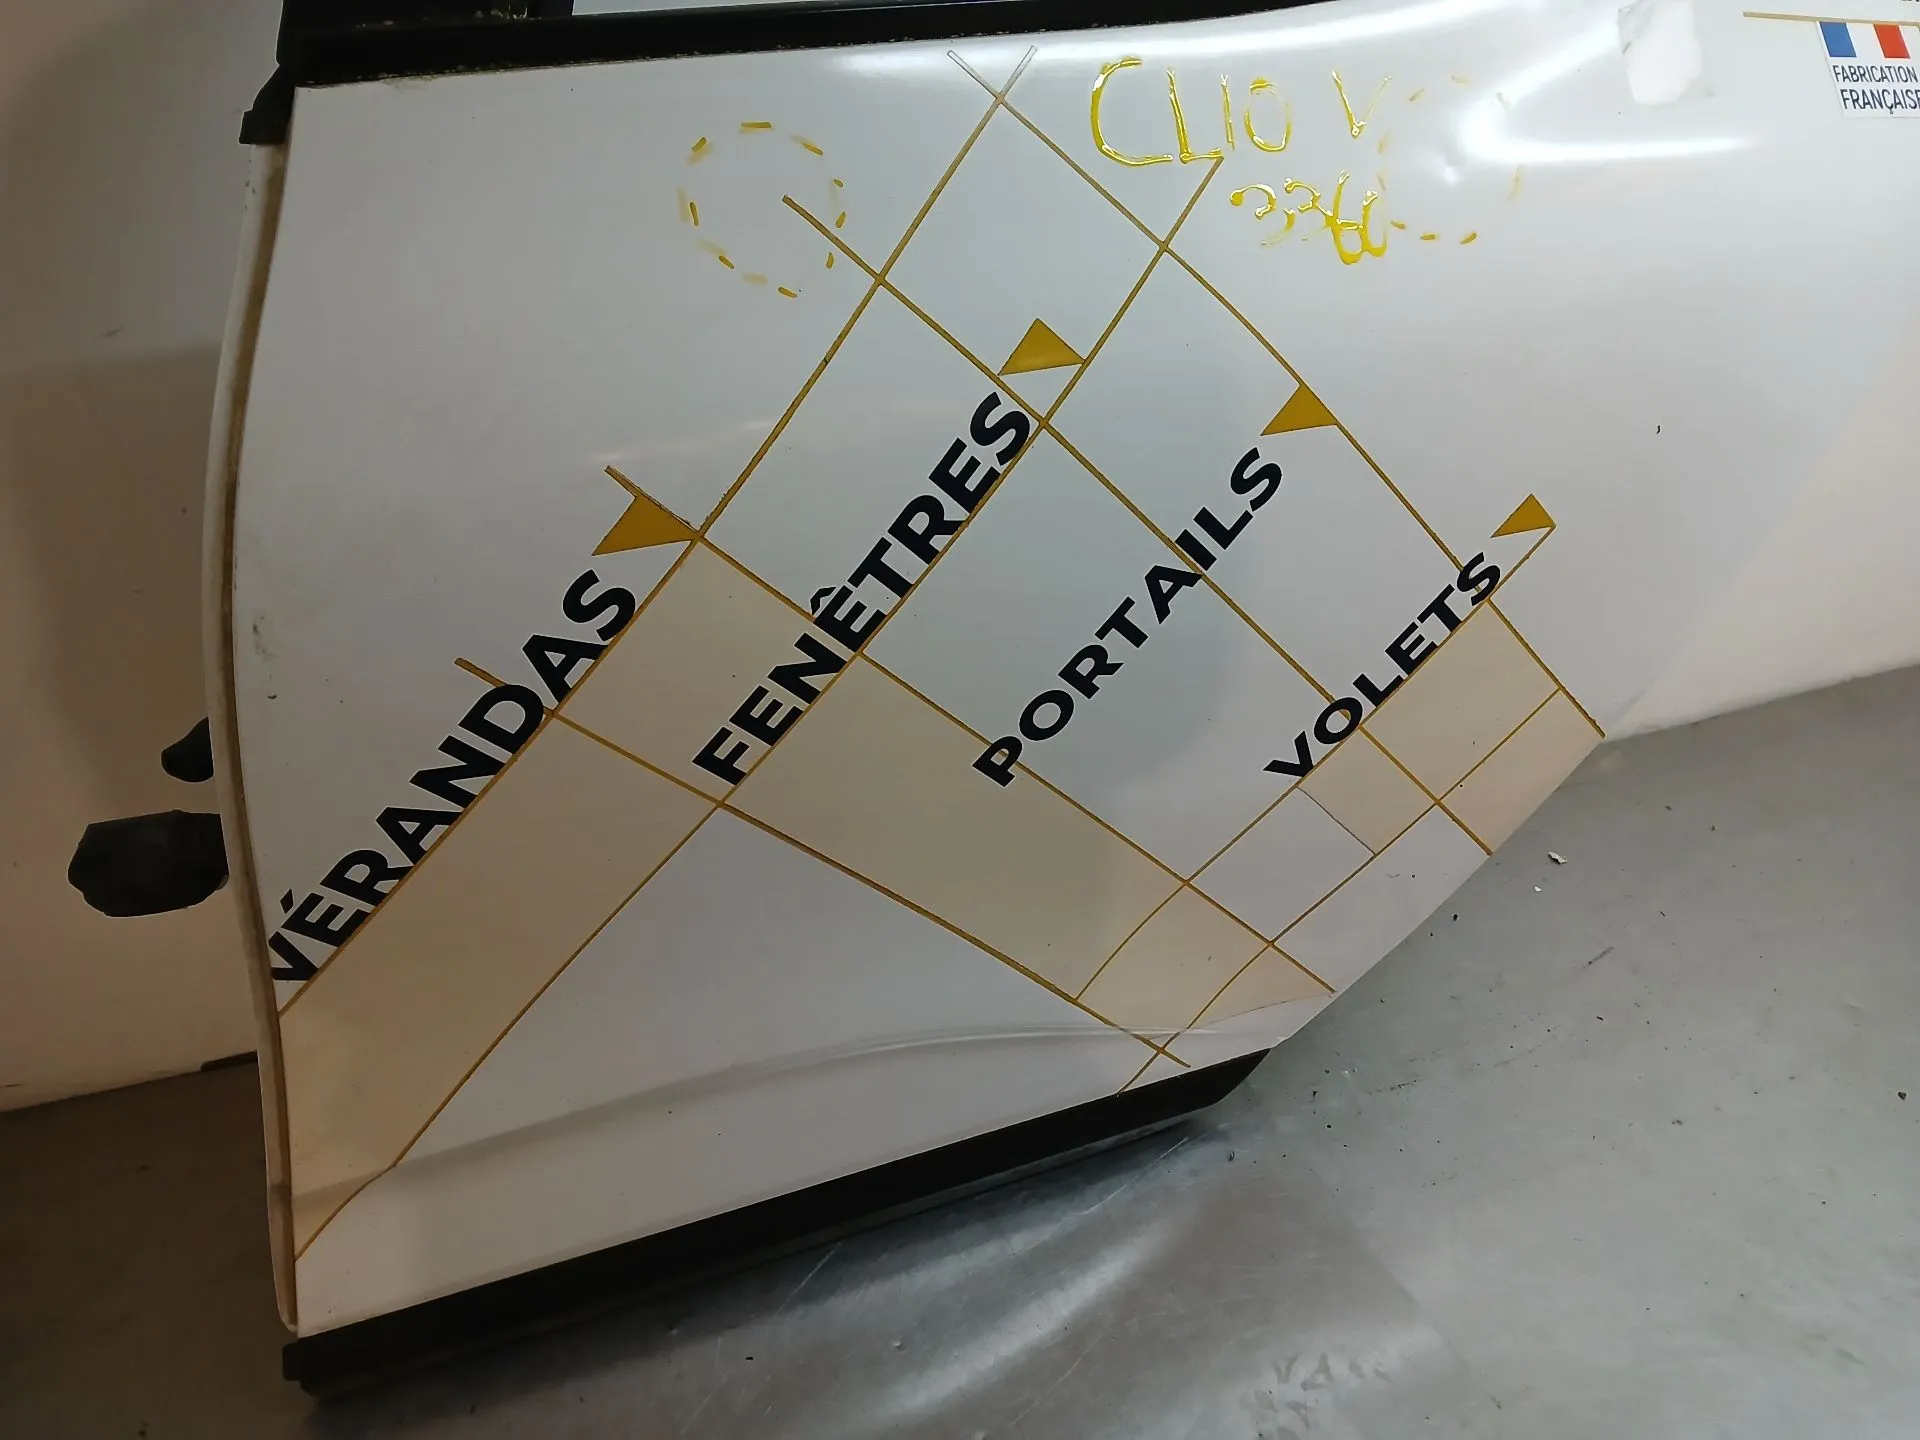 CLIO V
FABRICATION
FRANÇAISE
VÉRANDAS
FENÊTRES
PORTAILS
VOLETS